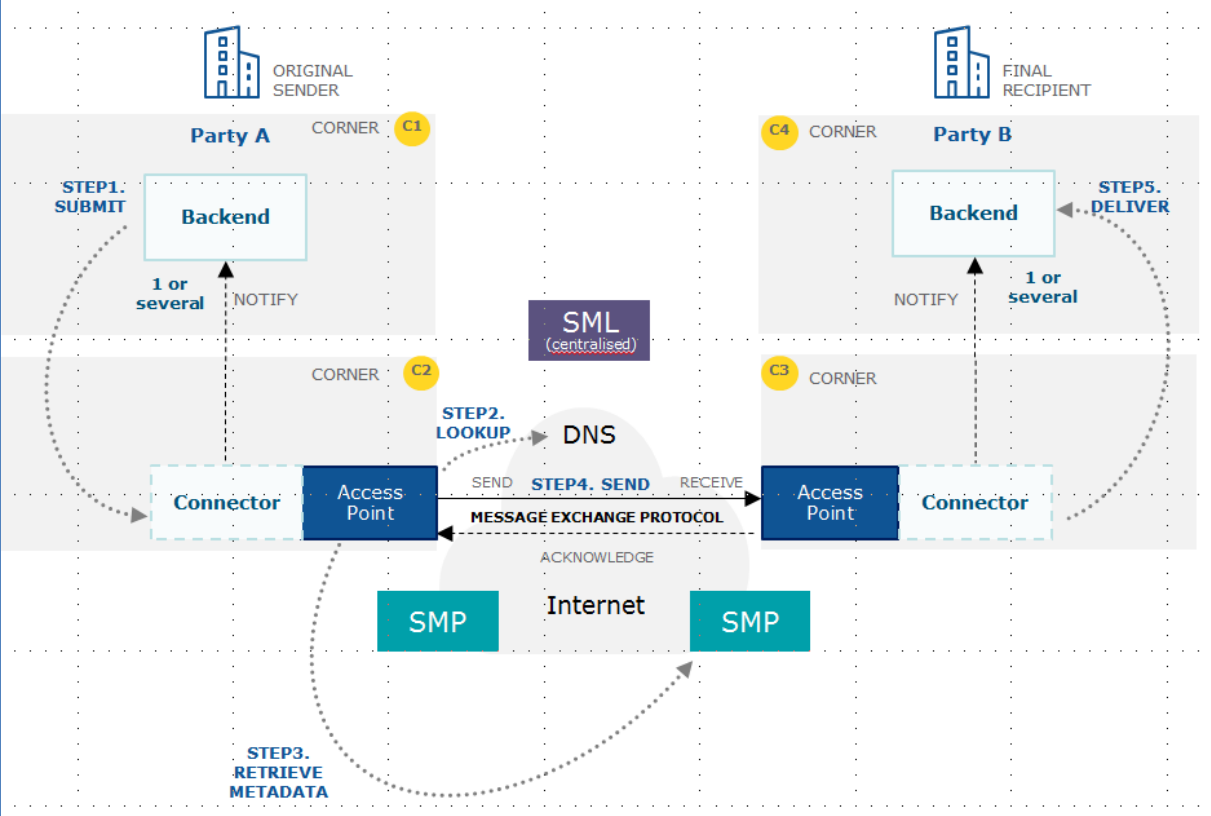 ORIGINAL
SENDER
FINAL
RECIPIENT
Party A
CORNER
C1
C4
CORNER
Party B
STEP1.
SUBMIT
Backend
Backend
STEP5.
DELIVER
1 or
several
NOTIFY
NOTIFY
1 or
several
SML
(centralised)
CORNER
C2
C3
CORNER
STEP2.
LOOKUP
DNS
Connector
Access
Point
SEND
STEP4. SEND
RECEIVE
MESSAGE EXCHANGE PROTOCOL
ACKNOWLEDGE
Access
Point
Connector
Internet
SMP
SMP
STEP3.
RETRIEVE
METADATA